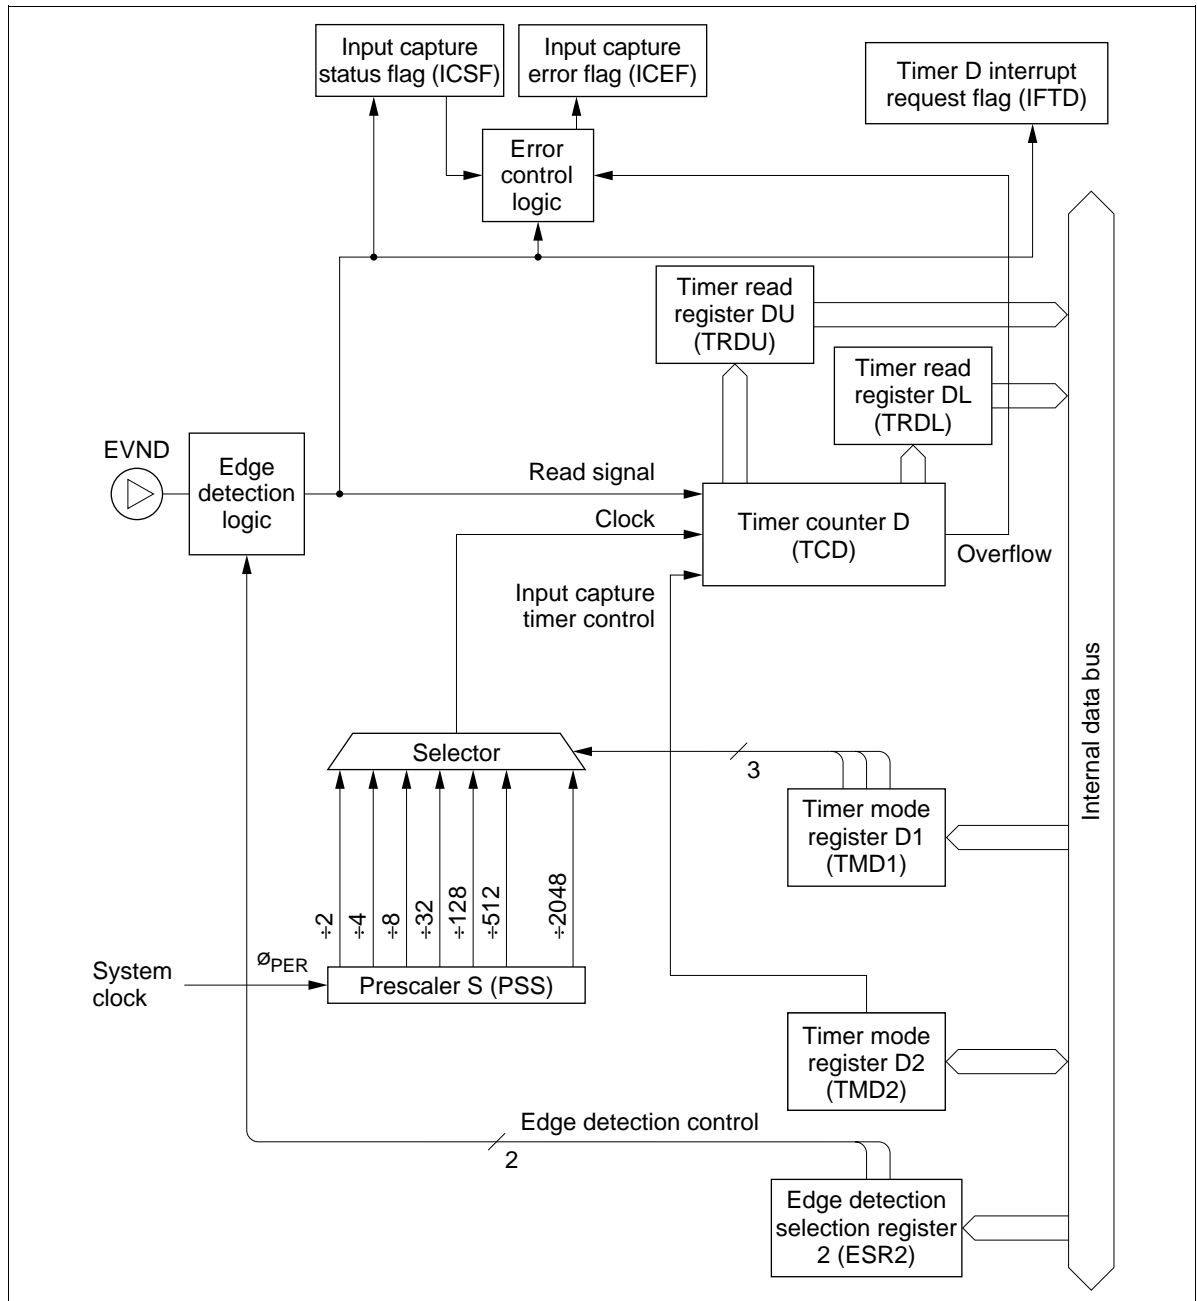 Input capture
status flag (ICSF)
Input capture
error flag (ICEF)
Timer D interrupt
request flag (IFTD)
Error
control
logic
Timer read
register DU
(TRDU)
Timer read
register DL
(TRDL)
EVND
Edge
detection
logic
Read signal
Clock
Timer counter D
(TCD)
Overflow
Input capture
timer control
Internal data bus
Selector
3
Timer mode
register D1
(TMD1)
÷2
÷4
÷8
÷32
÷128
÷512
÷2048
System
clock
øPER
Prescaler S (PSS)
Timer mode
register D2
(TMD2)
Edge detection control
2
Edge detection
selection register
2 (ESR2)